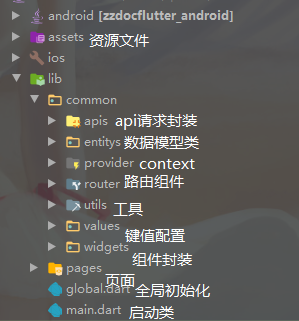 android [zzdocflutter_android]
assets 资源文件
ios
lib
common
apis api请求封装
entitys 数据模型类
provider context
router 路由组件
utils 工具
values 键值配置
widgets 组件封装
pages 页面
global.dart 全局初始化
main.dart 启动类